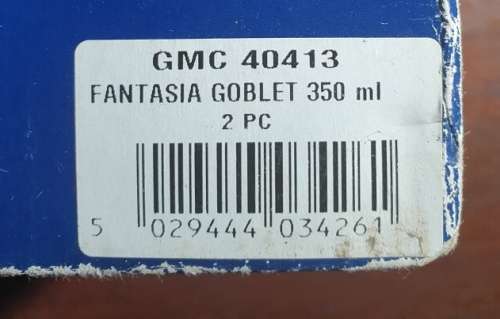 GMC 40413
FANTASIA GOBLET 350 ml
2 PC
5 029444 034261